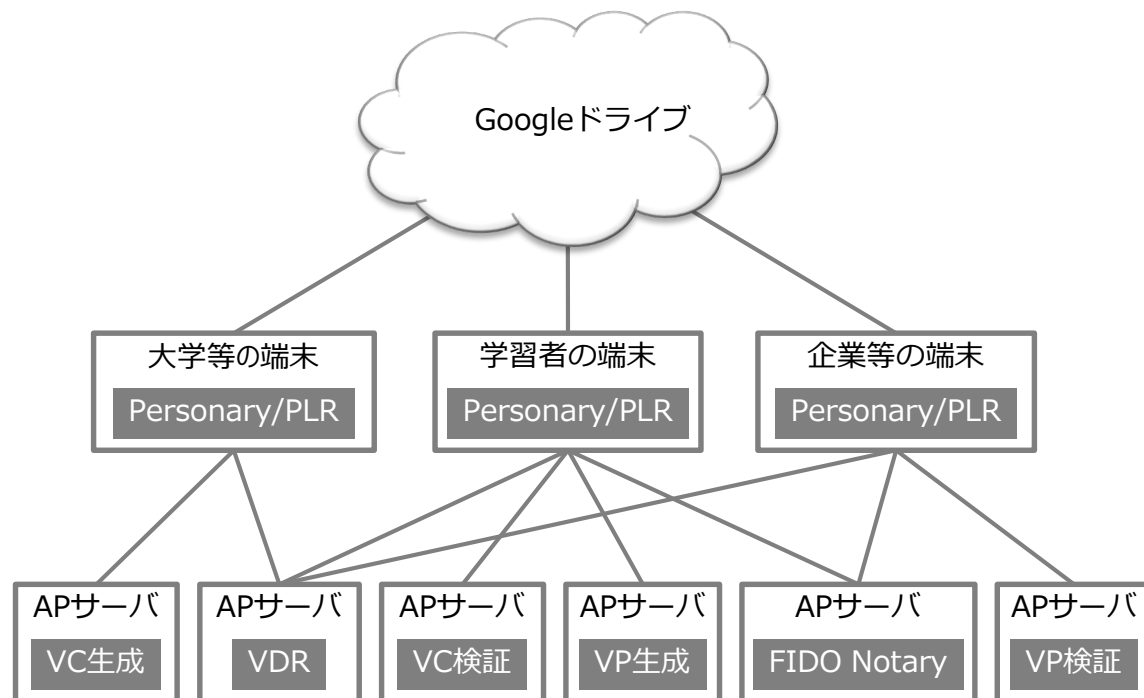 Googleドライブ
大学等の端末
Personary/PLR
学習者の端末
Personary/PLR
企業等の端末
Personary/PLR
APサーバ
VC生成
APサーバ
VDR
APサーバ
VC検証
APサーバ
VP生成
APサーバ
FIDO Notary
APサーバ
VP検証